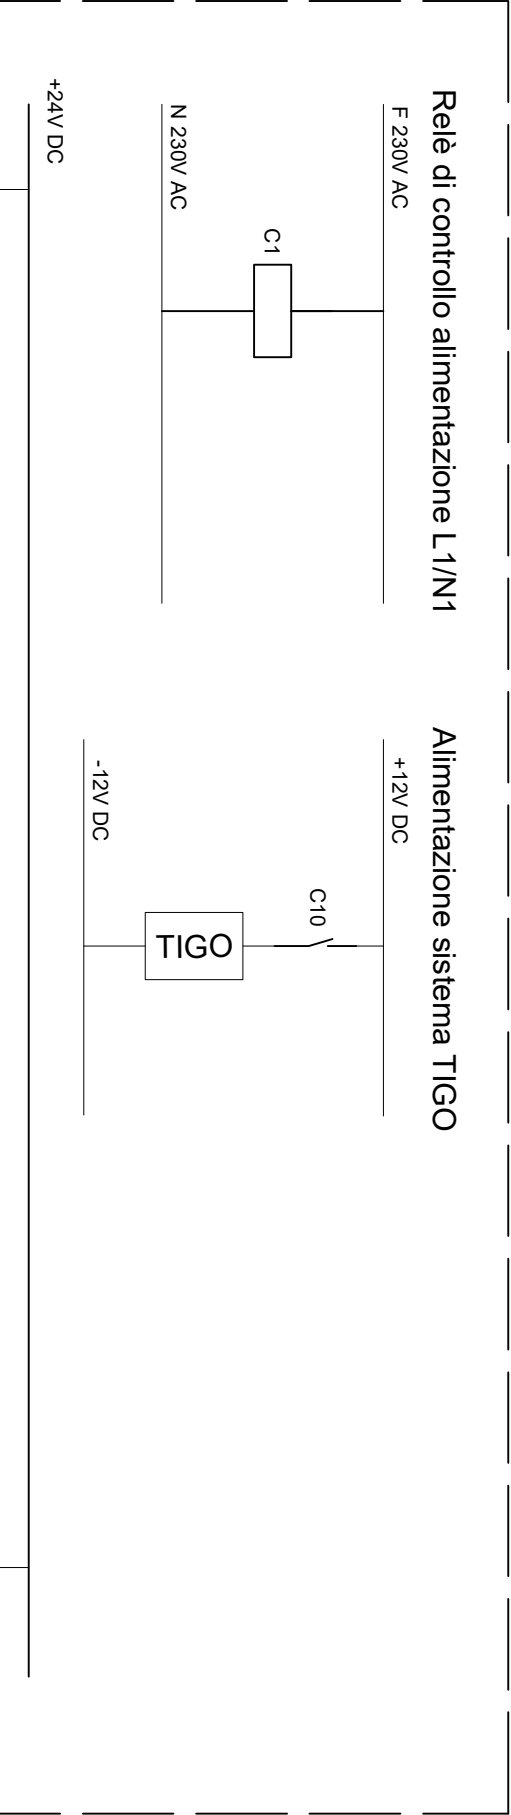 Relè di controllo alimentazione L1/N1
F 230V AC
C1
N 230V AC
Alimentazione sistema TIGO
+12V DC
C10
TIGO
-12V DC
+24V DC